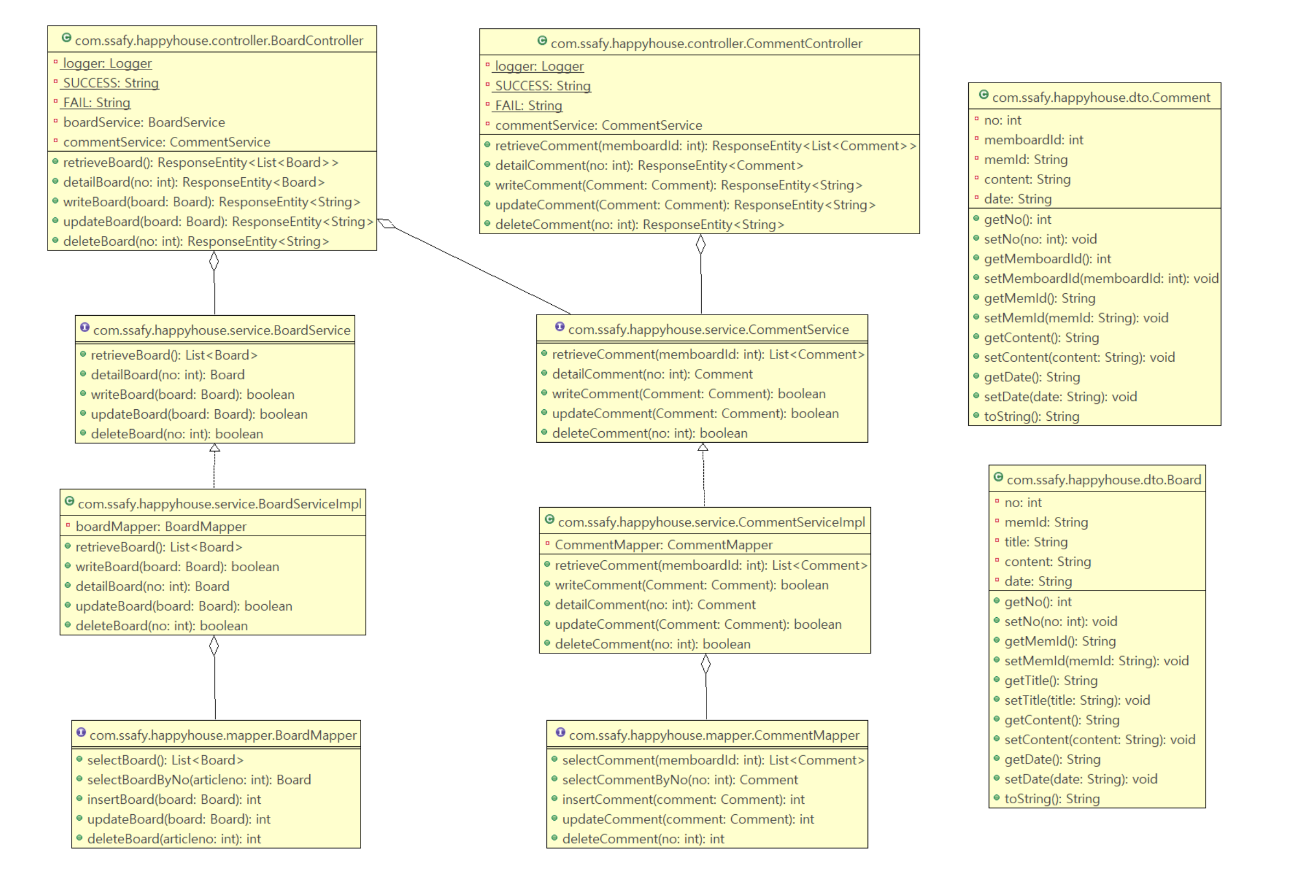 com.ssafy.happyhouse.controller.BoardController
logger: Logger
SUCCESS: String
FAIL: String
boardService: BoardService
commentService: CommentService
retrieveBoard(): ResponseEntity<List<Board>>
detailBoard(no: int): ResponseEntity<Board>
writeBoard(board: Board): ResponseEntity<String>
updateBoard(board: Board): ResponseEntity<String>
deleteBoard(no: int): ResponseEntity<String>
com.ssafy.happyhouse.controller.CommentController
logger: Logger
SUCCESS: String
FAIL: String
commentService: CommentService
retrieveComment(memboardId: int): ResponseEntity<List<Comment>>
detailComment(no: int): ResponseEntity<Comment>
writeComment(Comment: Comment): ResponseEntity<String>
updateComment(Comment: Comment): ResponseEntity<String>
deleteComment(no: int): ResponseEntity<String>
com.ssafy.happyhouse.dto.Comment
no: int
memboardId: int
memId: String
content: String
date: String
getNo(): int
setNo(no: int): void
getMemboardId(): int
setMemboardId(memboardId: int): void
getMemId(): String
setMemId(memId: String): void
getContent(): String
setContent(content: String): void
getDate(): String
setDate(date: String): void
toString(): String
com.ssafy.happyhouse.service.BoardService
retrieveBoard(): List<Board>
detailBoard(no: int): Board
writeBoard(board: Board): boolean
updateBoard(board: Board): boolean
deleteBoard(no: int): boolean
com.ssafy.happyhouse.service.CommentService
retrieveComment(memboardId: int): List<Comment>
detailComment(no: int): Comment
writeComment(Comment: Comment): boolean
updateComment(Comment: Comment): boolean
deleteComment(no: int): boolean
com.ssafy.happyhouse.service.BoardServiceImpl
boardMapper: BoardMapper
retrieveBoard(): List<Board>
writeBoard(board: Board): boolean
detailBoard(no: int): Board
updateBoard(board: Board): boolean
deleteBoard(no: int): boolean
com.ssafy.happyhouse.service.CommentServiceImpl
CommentMapper: CommentMapper
retrieveComment(memboardId: int): List<Comment>
writeComment(Comment: Comment): boolean
detailComment(no: int): Comment
updateComment(Comment: Comment): boolean
deleteComment(no: int): boolean
com.ssafy.happyhouse.dto.Board
no: int
memId: String
title: String
content: String
date: String
getNo(): int
setNo(no: int): void
getMemId(): String
setMemId(memId: String): void
getTitle(): String
setTitle(title: String): void
getContent(): String
setContent(content: String): void
getDate(): String
setDate(date: String): void
toString(): String
com.ssafy.happyhouse.mapper.BoardMapper
selectBoard(): List<Board>
selectBoardByNo(articleno: int): Board
insertBoard(board: Board): int
updateBoard(board: Board): int
deleteBoard(articleno: int): int
com.ssafy.happyhouse.mapper.CommentMapper
selectComment(memboardId: int): List<Comment>
selectCommentByNo(no: int): Comment
insertComment(comment: Comment): int
updateComment(comment: Comment): int
deleteComment(no: int): int